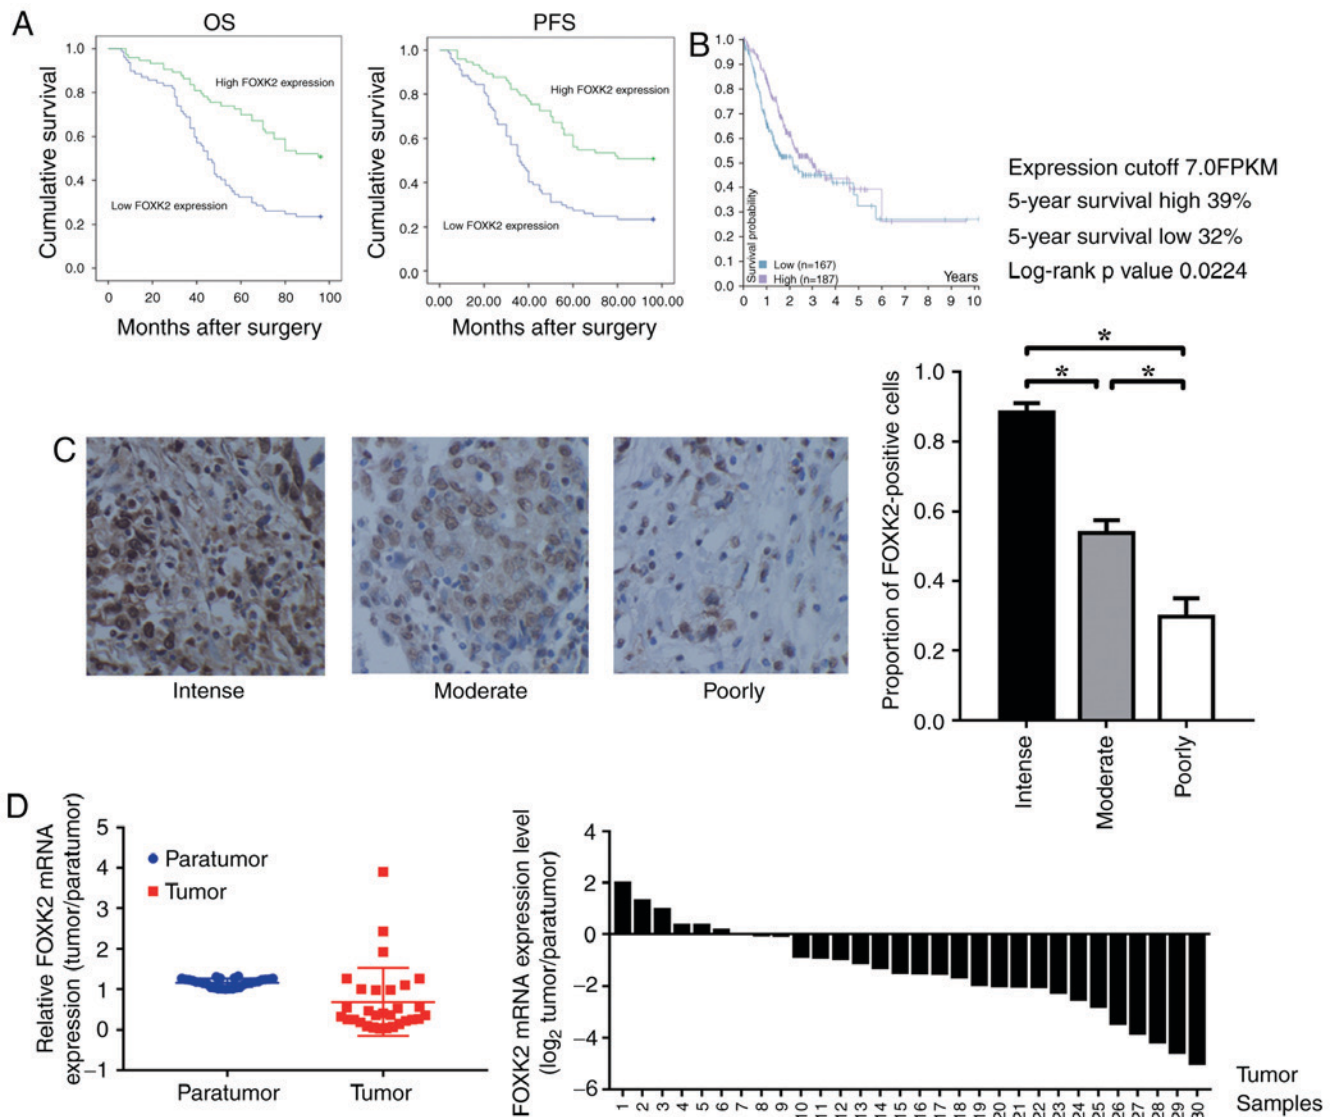 A
OS
Cumulative survival
1.0
0.8
0.6
0.4
0.2
0.0
High FOXK2 expression
Low FOXK2 expression
0 20 40 60 80 100
Months after surgery
PFS
Cumulative survival
1.0
0.8
0.6
0.4
0.2
0.0
High FOXK2 expression
Low FOXK2 expression
0.00 20.00 40.00 60.00 80.00 100.00
Months after surgery
B
1.0
0.9
0.8
0.7
0.6
0.5
0.4
0.3
0.2
0.1
0.0
Survival probability
Low (n=167)
High (n=187)
Years
0 1 2 3 4 5 6 7 8 9 10
Expression cutoff 7.0FPKM
5-year survival high 39%
5-year survival low 32%
Log-rank p value 0.0224
C
Intense
Moderate
Poorly
Proportion of FOXK2-positive cells
1.0
0.8
0.6
0.4
0.2
0.0
*
* *
Intense
Moderate
Poorly
D
Relative FOXK2 mRNA
expression (tumor/paratumor)
5
4
3
2
1
0
−1
Paratumor
Tumor
Paratumor Tumor
FOXK2 mRNA expression level
(log2 tumor/paratumor)
4
2
0
−2
−4
−6
1 2 3 4 5 6 7 8 9 10 11 12 13 14 15 16 17 18 19 20 21 22 23 24 25 26 27 28 29 30
Tumor
Samples